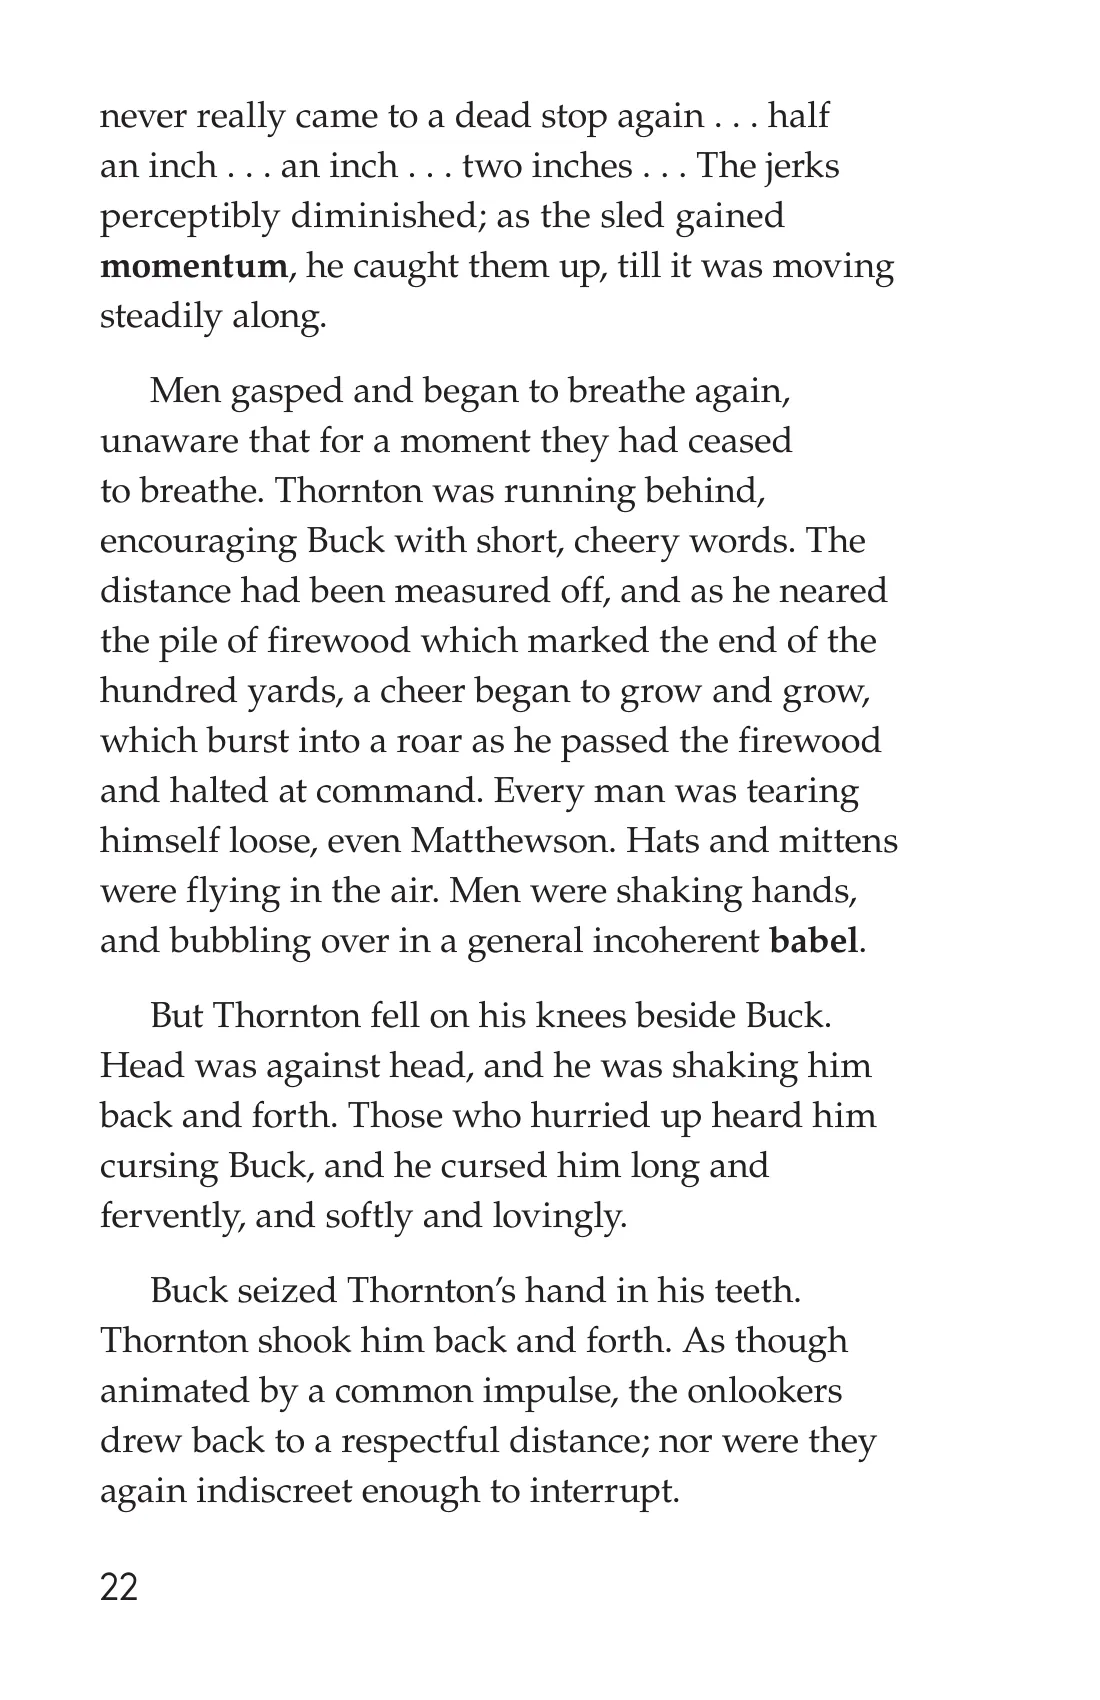 never really came to a dead stop again . . . half
an inch . . . an inch . . . two inches . . . The jerks
perceptibly diminished; as the sled gained
momentum, he caught them up, till it was moving
steadily along.
Men gasped and began to breathe again,
unaware that for a moment they had ceased
to breathe. Thornton was running behind,
encouraging Buck with short, cheery words. The
distance had been measured off, and as he neared
the pile of firewood which marked the end of the
hundred yards, a cheer began to grow and grow,
which burst into a roar as he passed the firewood
and halted at command. Every man was tearing
himself loose, even Matthewson. Hats and mittens
were flying in the air. Men were shaking hands,
and bubbling over in a general incoherent babel.
But Thornton fell on his knees beside Buck.
Head was against head, and he was shaking him
back and forth. Those who hurried up heard him
cursing Buck, and he cursed him long and
fervently, and softly and lovingly.
Buck seized Thornton’s hand in his teeth.
Thornton shook him back and forth. As though
animated by a common impulse, the onlookers
drew back to a respectful distance; nor were they
again indiscreet enough to interrupt.
22